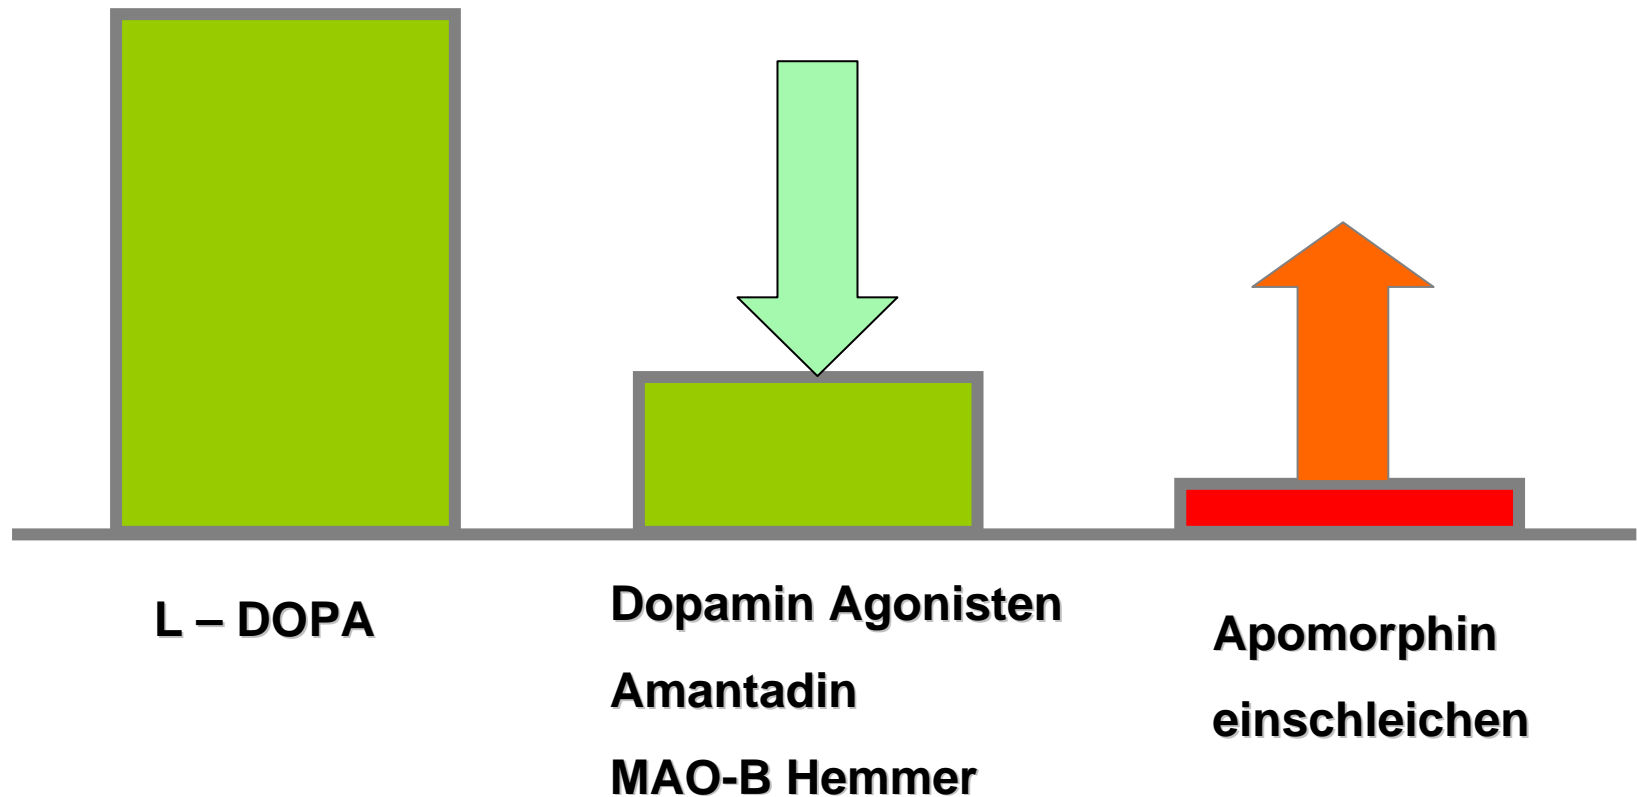 L – DOPA
Dopamin Agonisten
Amantadin
MAO-B Hemmer
Apomorphin
einschleichen